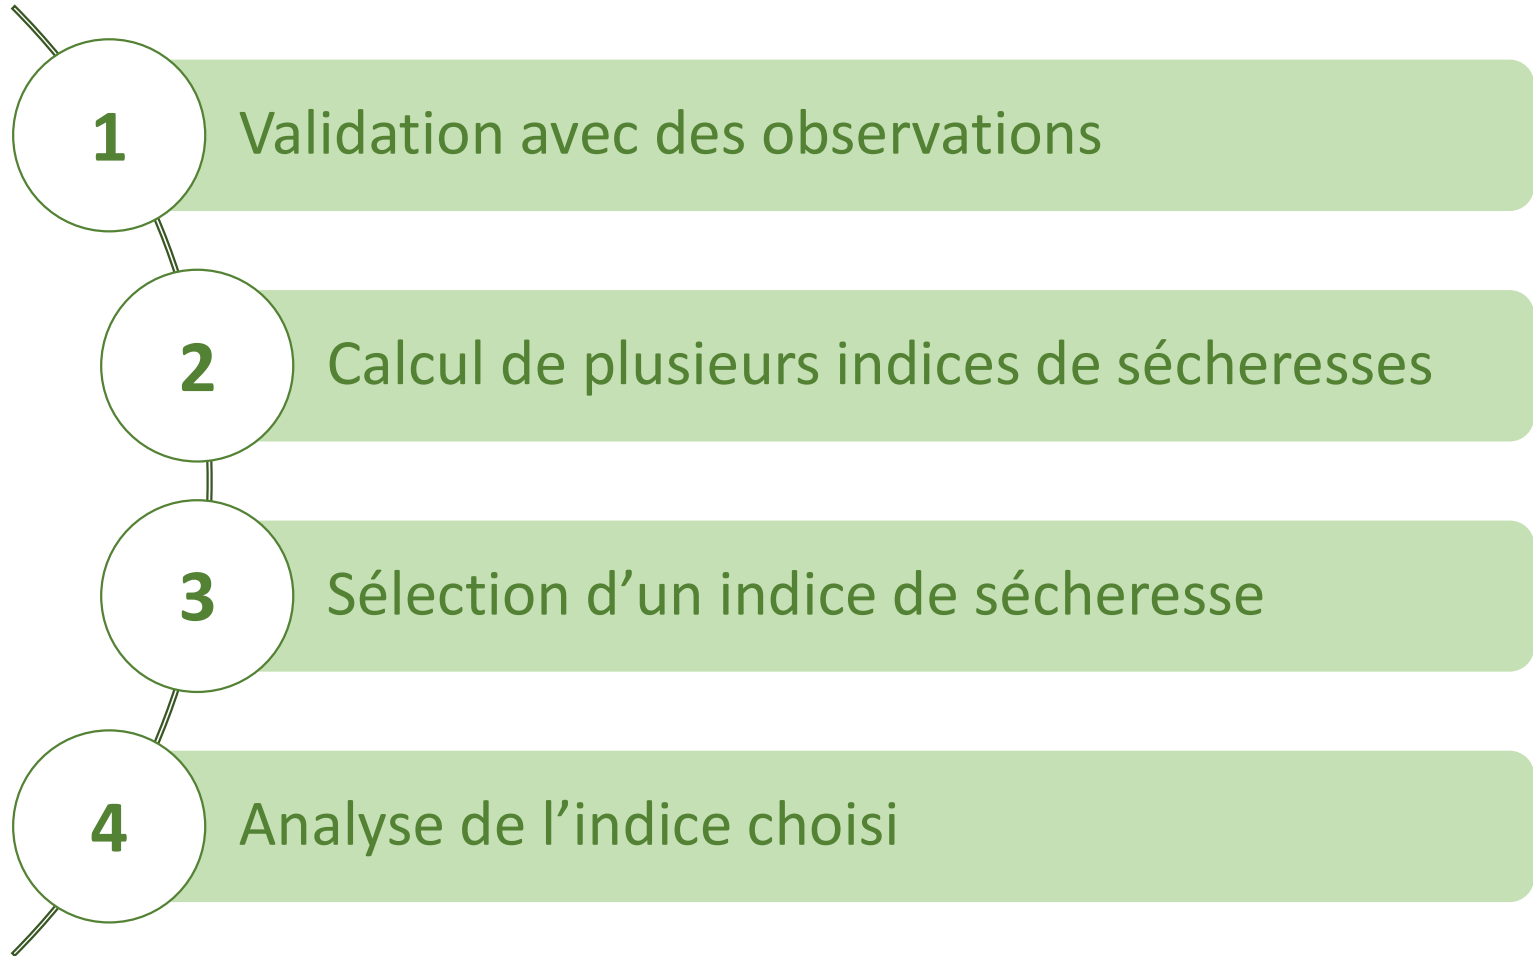 1
Validation avec des observations
2
Calcul de plusieurs indices de sécheresses
3
Sélection d’un indice de sécheresse
4
Analyse de l’indice choisi